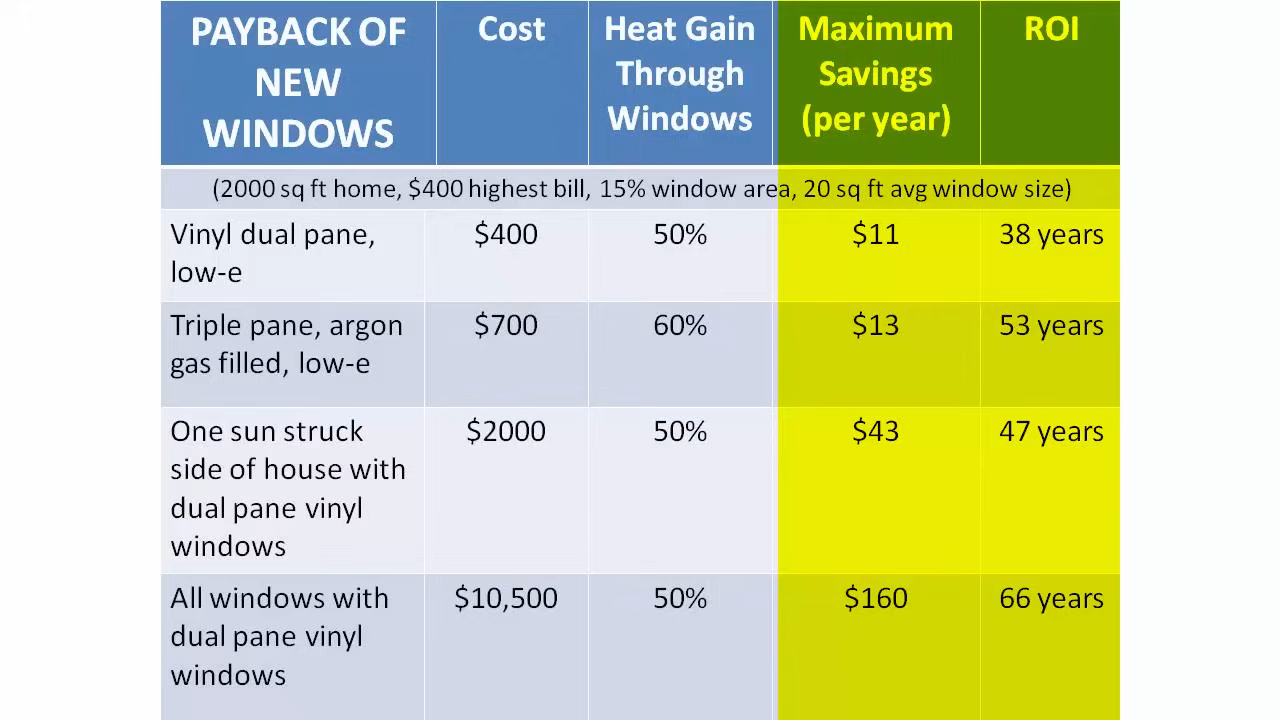 PAYBACK OF
NEW
WINDOWS
Cost
Heat Gain
Through
Windows
Maximum
Savings
(per year)
ROI
(2000 sq ft home, $400 highest bill, 15% window area, 20 sq ft avg window size)
Vinyl dual pane,
low-e
$400
50%
$11
38 years
Triple pane, argon
gas filled, low-e
$700
60%
$13
53 years
One sun struck
side of house with
dual pane vinyl
windows
$2000
50%
$43
47 years
All windows with
dual pane vinyl
windows
$10,500
50%
$160
66 years